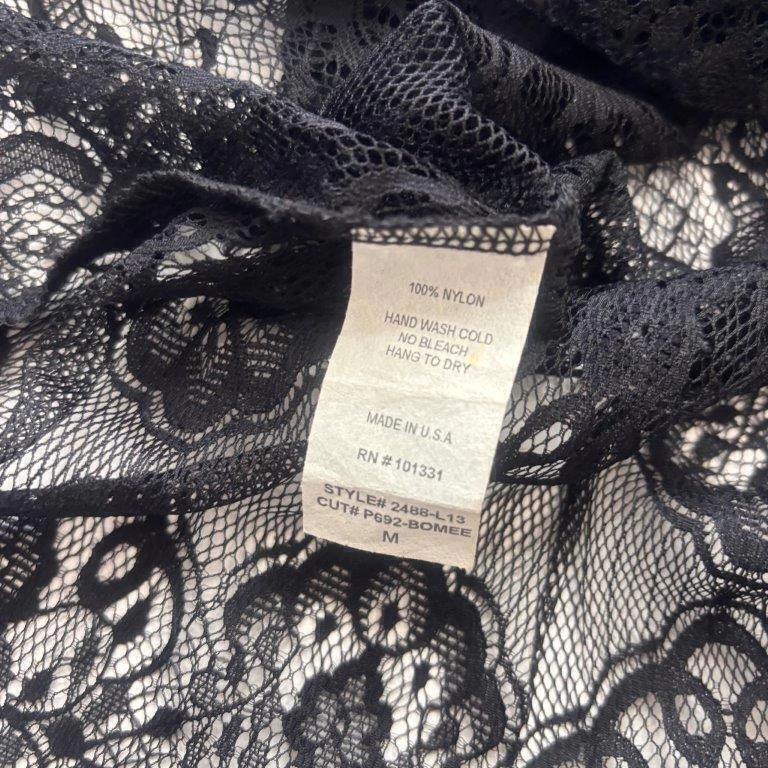 100% NYLON
HAND WASH COLD
NO BLEACH
HANG TO DRY
MADE IN U.S.A
RN # 101331
STYLE# 2488-L13
CUT# P692-BOMEE
M